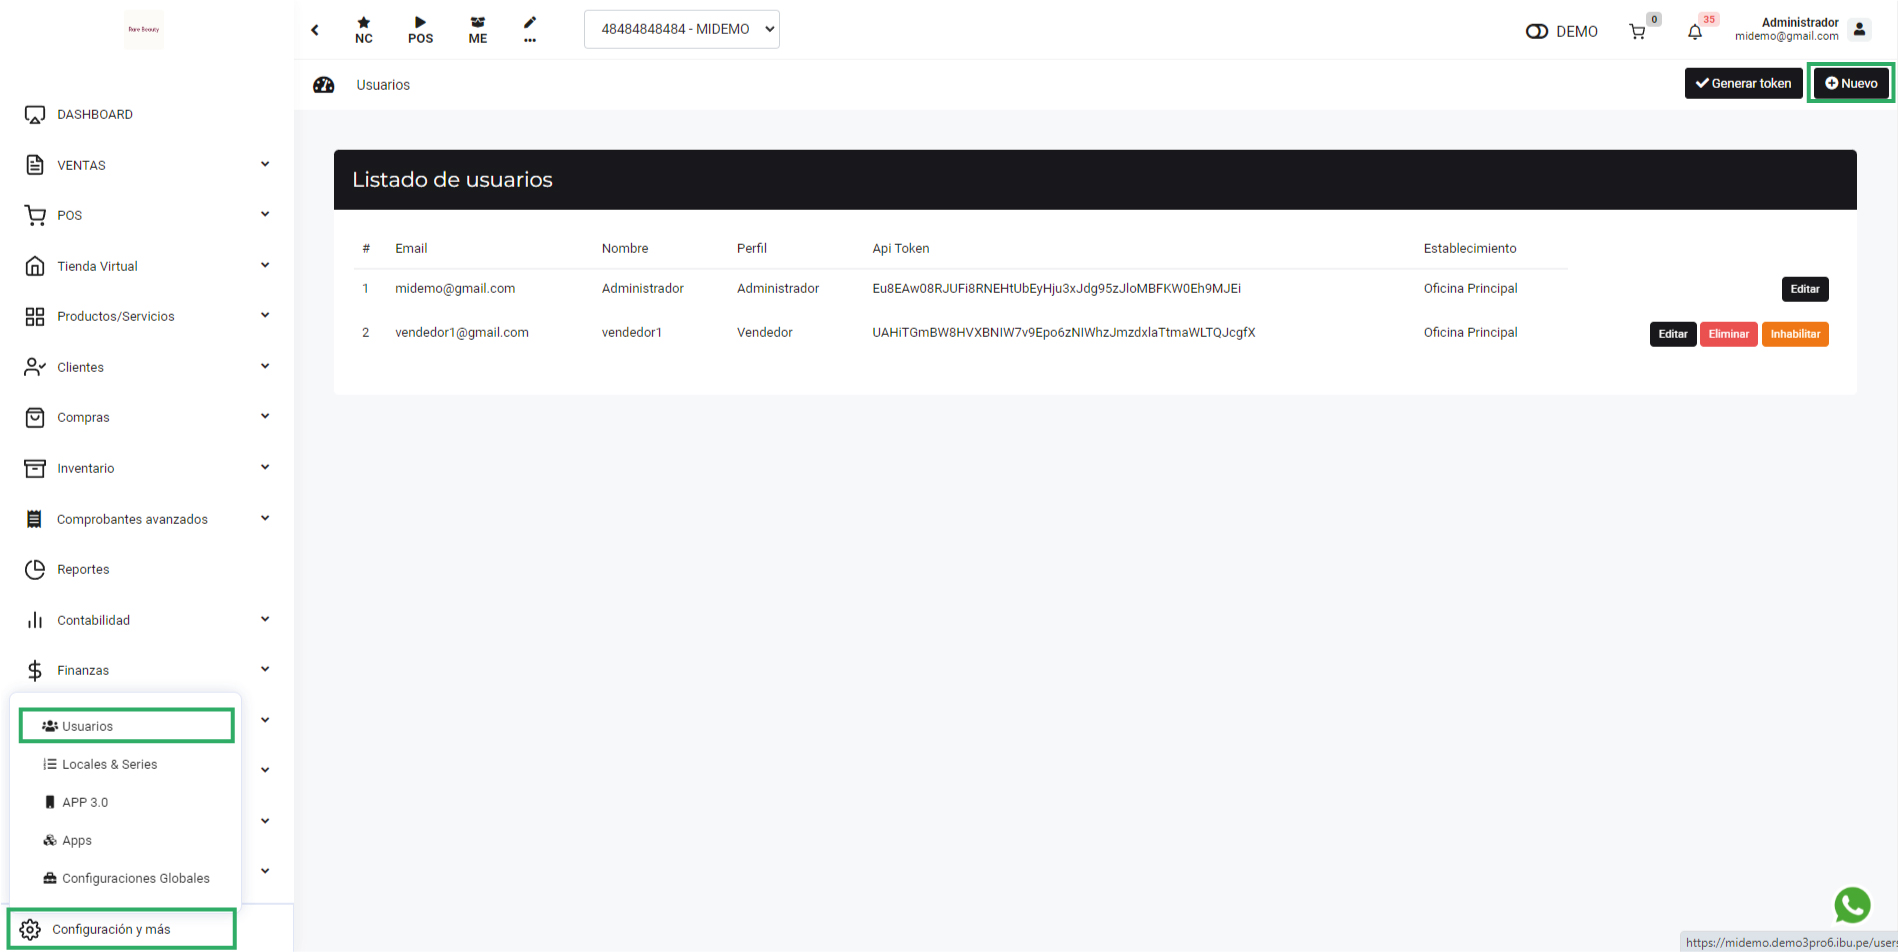 Rare Beauty
NC
POS
ME
...
48484848484 - MIDEMO
DEMO
0
35
Administrador
midemo@gmail.com
Usuarios
Generar token
Nuevo
DASHBOARD
VENTAS
POS
Tienda Virtual
Productos/Servicios
Clientes
Compras
Inventario
Comprobantes avanzados
Reportes
Contabilidad
Finanzas
Usuarios
Locales & Series
APP 3.0
Apps
Configuraciones Globales
Configuración y más
Listado de usuarios
# Email Nombre Perfil Api Token Establecimiento
1 midemo@gmail.com Administrador Administrador Eu8EAw08RJUFi8RNEHtUbEyHju3xJdg95zJloMBFKW0Eh9MJEi Oficina Principal Editar
2 vendedor1@gmail.com vendedor1 Vendedor UAHiTGmBW8HVXBNIW7v9Epo6zNIWhzJmzdxlaTtmaWLTQJcgfX Oficina Principal Editar Eliminar Inhabilitar
https://midemo.demo3pro6.ibu.pe/users